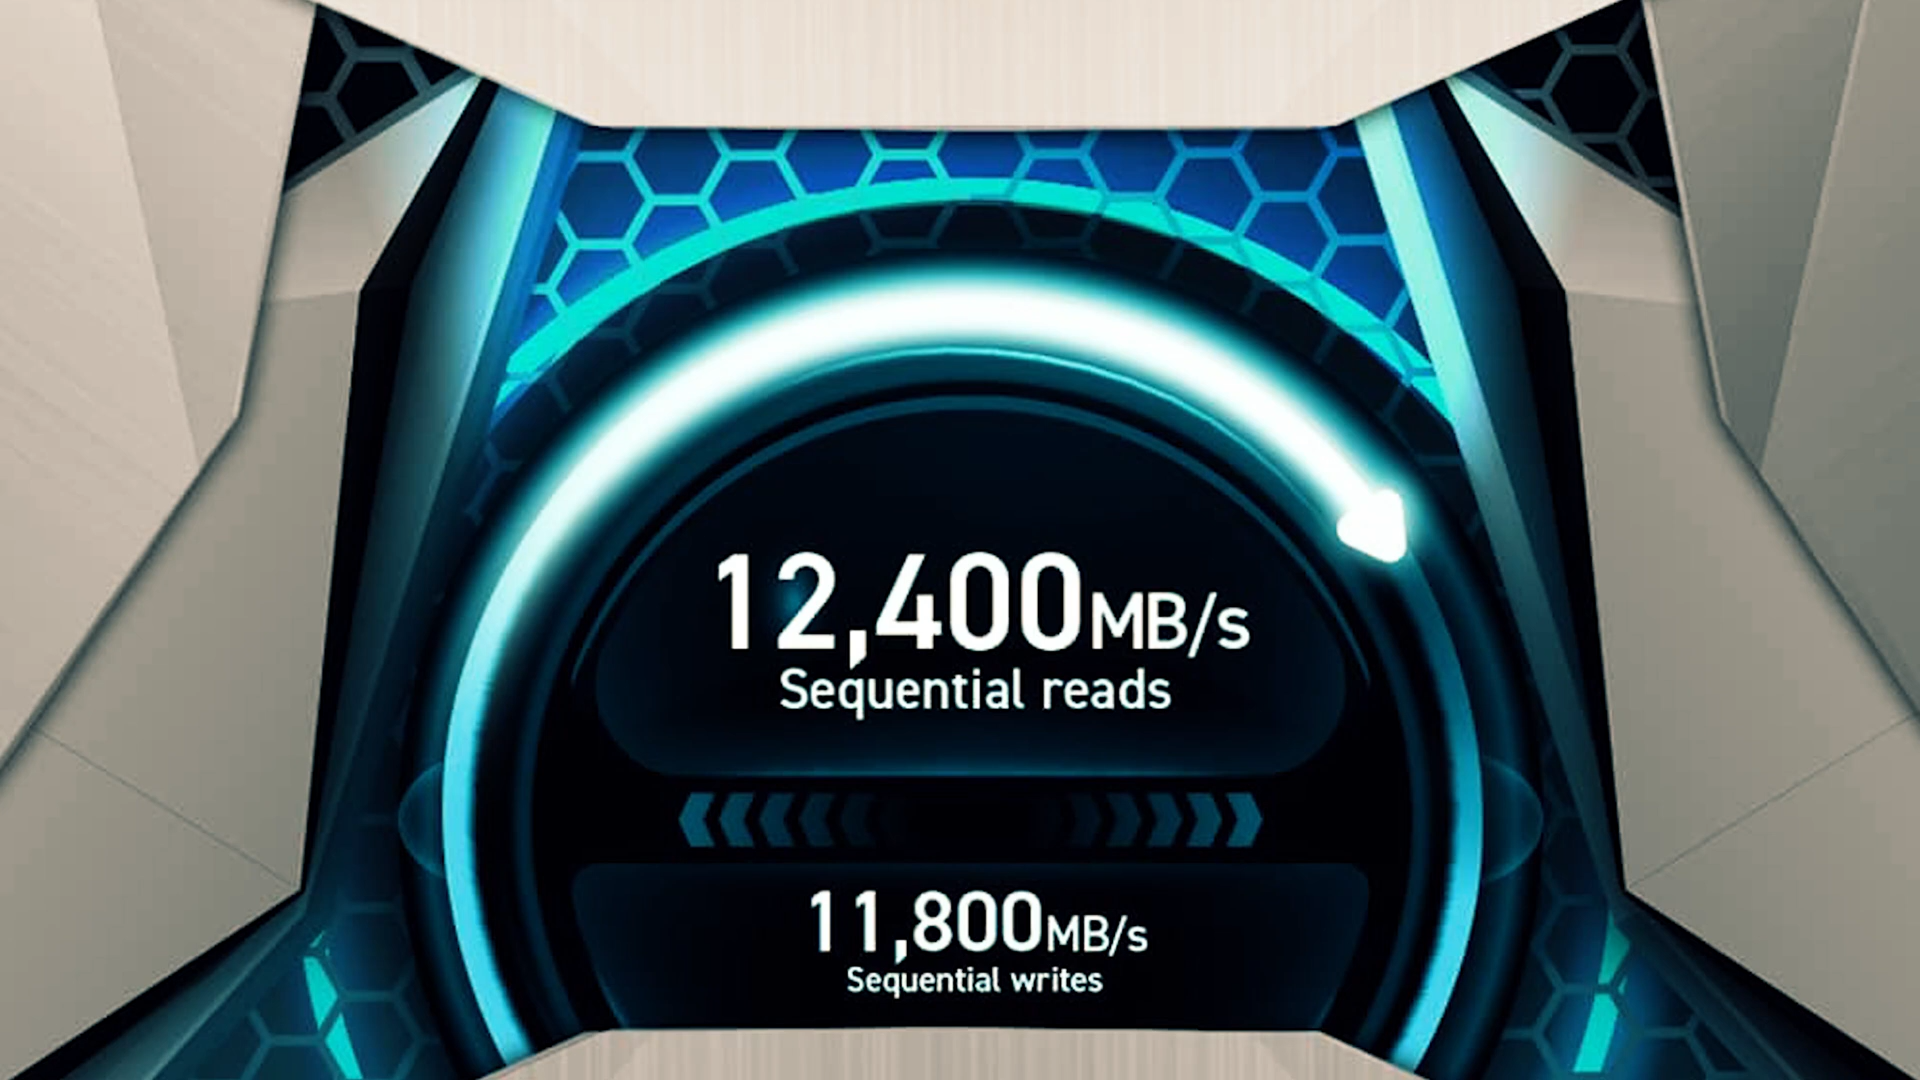 12,400MB/s
Sequential reads
11,800MB/s
Sequential writes